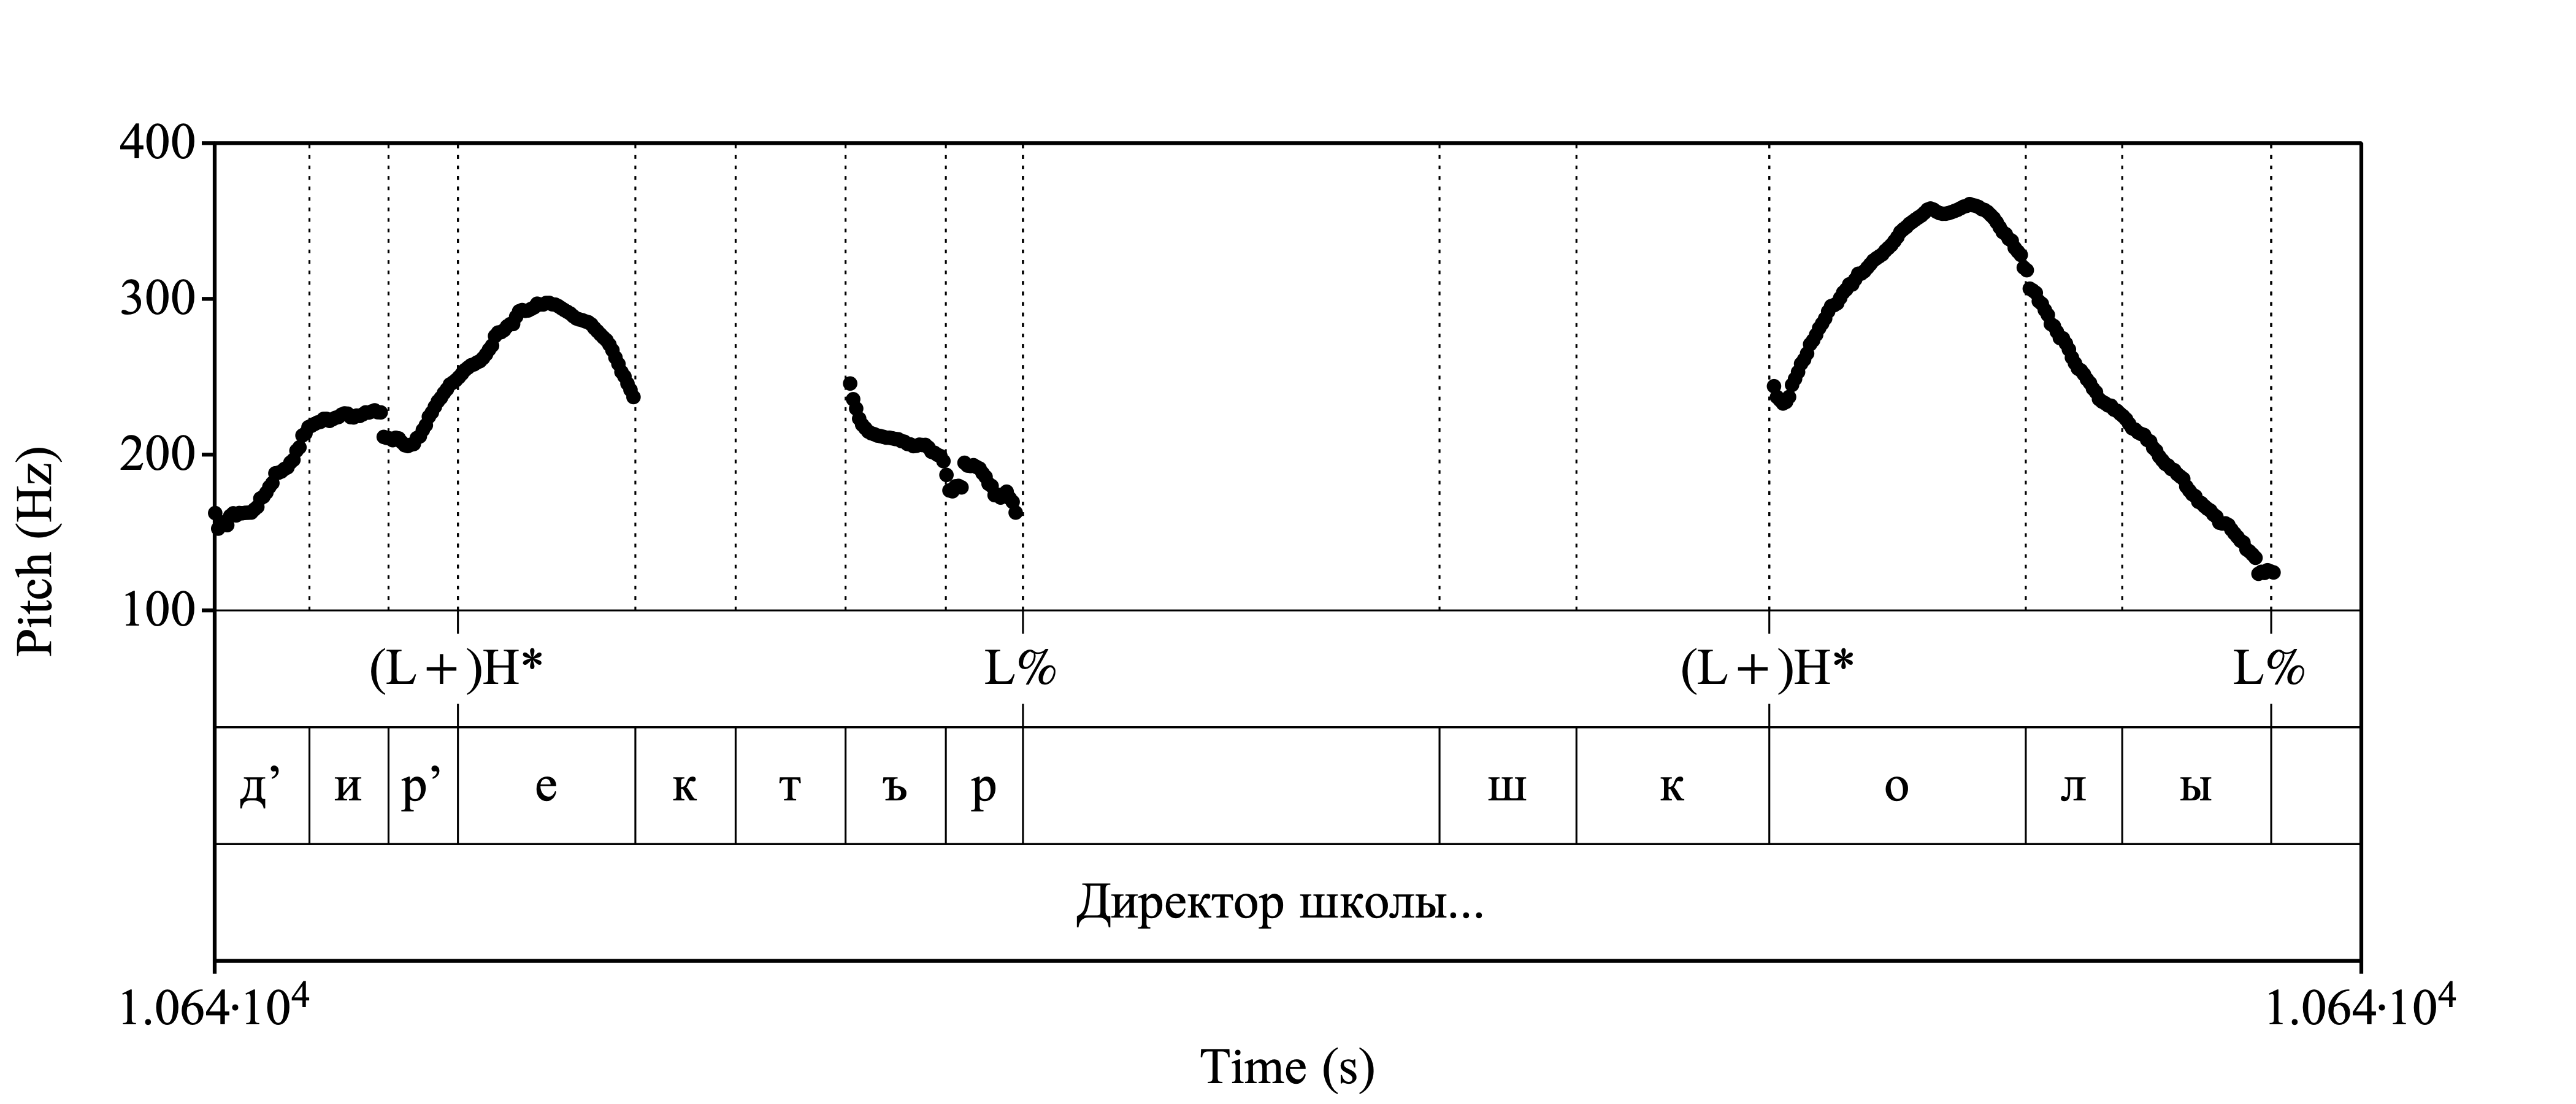 400
300
200
100
Pitch (Hz)
(L+)H* L% (L+)H* L%
д’ и р’ е к т ъ р ш к о л ы
Директор школы...
1.064·10⁴ 1.064·10⁴
Time (s)